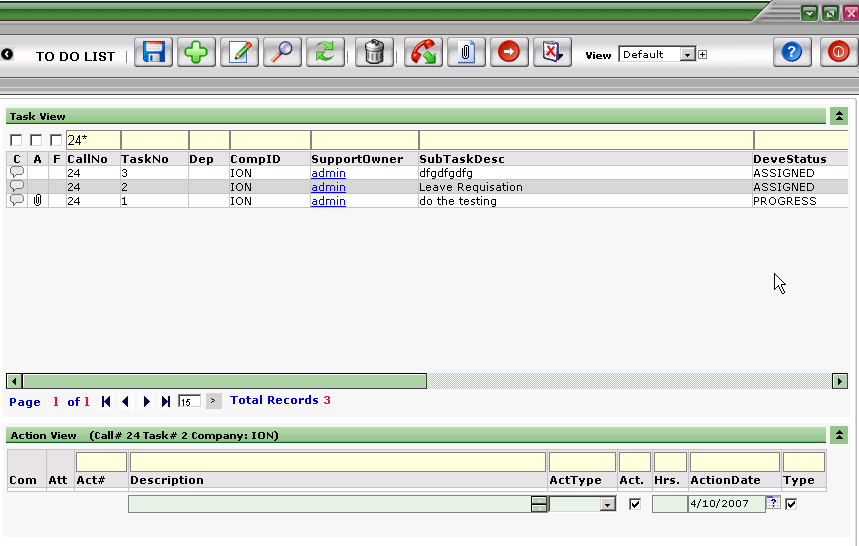 TO DO LIST View Default
Task View
24*
C A F CallNo TaskNo Dep CompID SupportOwner SubTaskDesc DeveStatus
24 3 ION admin dfgdfgdfg ASSIGNED
24 2 ION admin Leave Requisation ASSIGNED
24 1 ION admin do the testing PROGRESS
Page 1 of 1 15 > Total Records 3
Action View (Call# 24 Task# 2 Company: ION)
Com Att Act# Description ActType Act. Hrs. ActionDate Type
4/10/2007